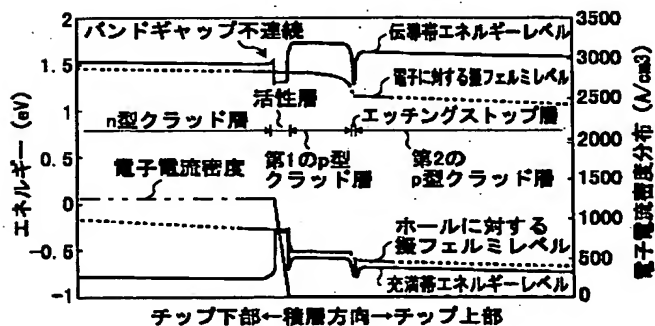 2
1.5
1
0.5
0
-0.5
-1
エネルギー (eV)
3500
3000
2500
2000
1500
1000
500
0
電子電流密度分布 (A/cm3)
バンドギャップ不連続
伝導帯エネルギーレベル
電子に対する擬フェルミレベル
活性層
n型クラッド層
エッチングストップ層
第1のp型
クラッド層
第2の
p型クラッド層
電子電流密度
ホールに対する
擬フェルミレベル
充満帯エネルギーレベル
チップ下部←積層方向→チップ上部